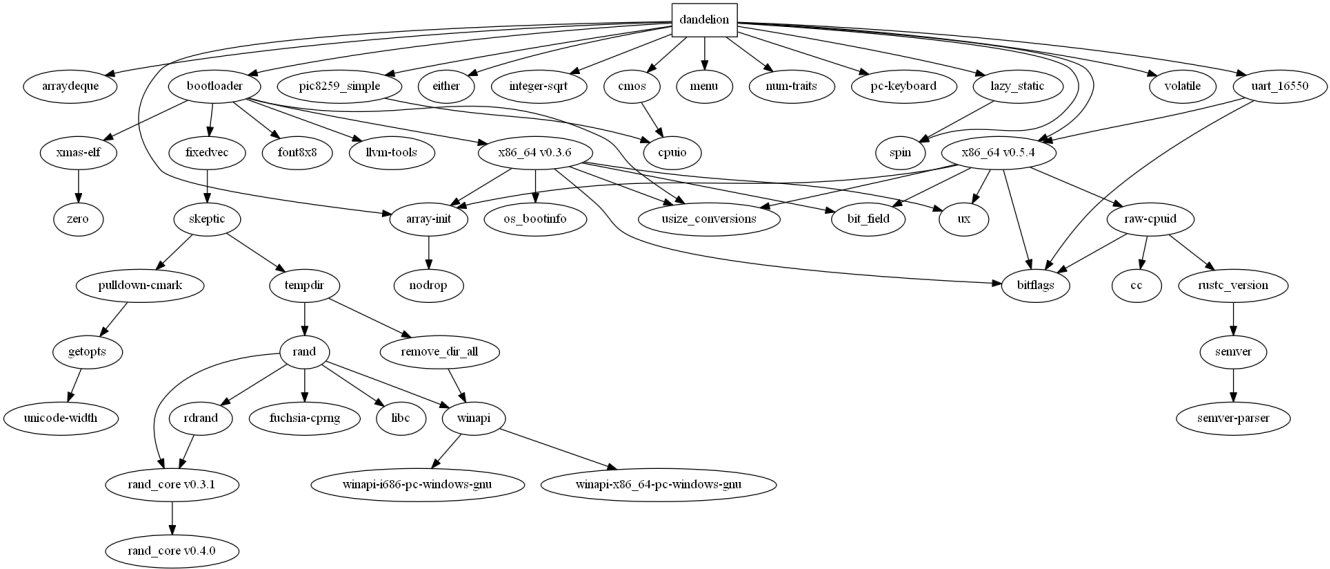 dandelion
arraydeque
bootloader
pic8259_simple
either
integer-sqrt
cmos
menu
num-traits
pc-keyboard
lazy_static
volatile
uart_16550
xmas-elf
fixedvec
font8x8
llvm-tools
x86_64 v0.3.6
cpuio
spin
x86_64 v0.5.4
zero
skeptic
array-init
os_bootinfo
usize_conversions
bit_field
ux
raw-cpuid
pulldown-cmark
tempdir
nodrop
bitflags
cc
rustc_version
getopts
rand
remove_dir_all
semver
unicode-width
rdrand
fuchsia-cprng
libc
winapi
semver-parser
rand_core v0.3.1
winapi-i686-pc-windows-gnu
winapi-x86_64-pc-windows-gnu
rand_core v0.4.0